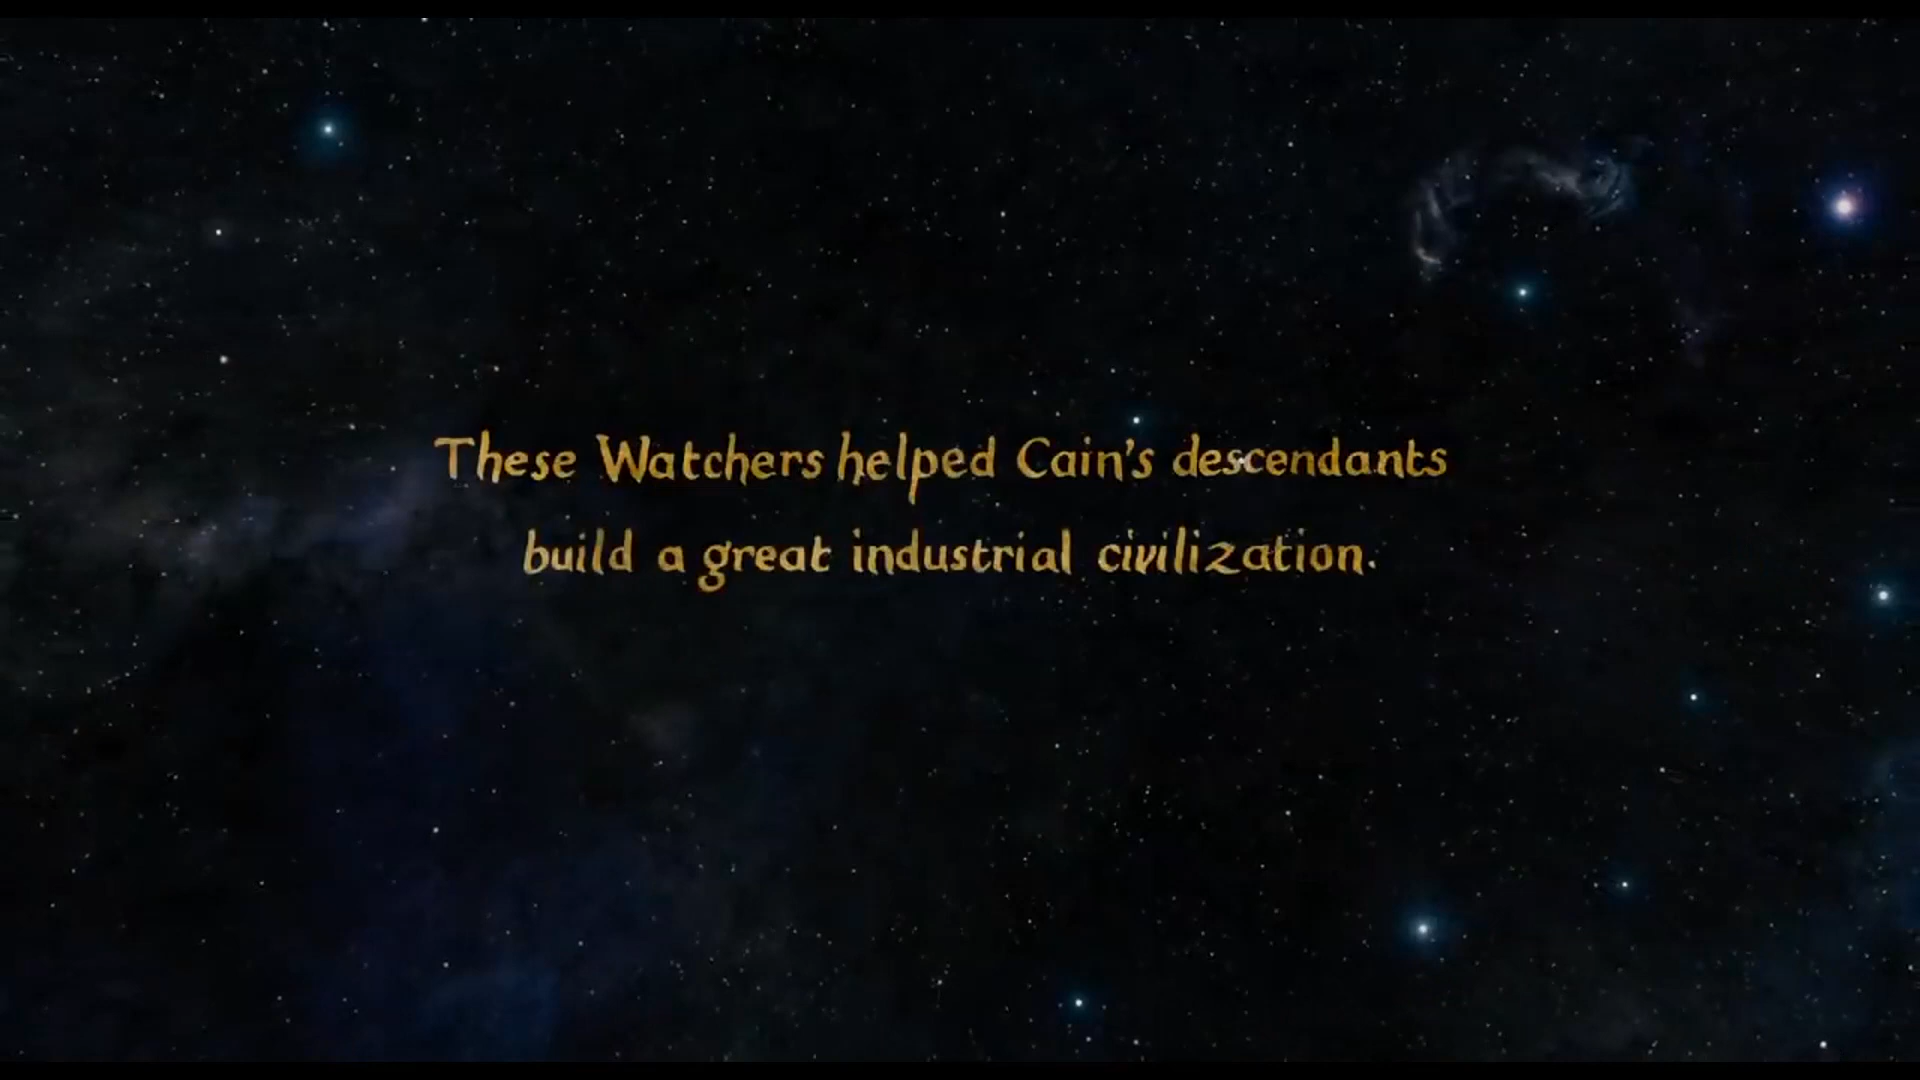 These Watchers helped Cain's descendants
build a great industrial civilization.